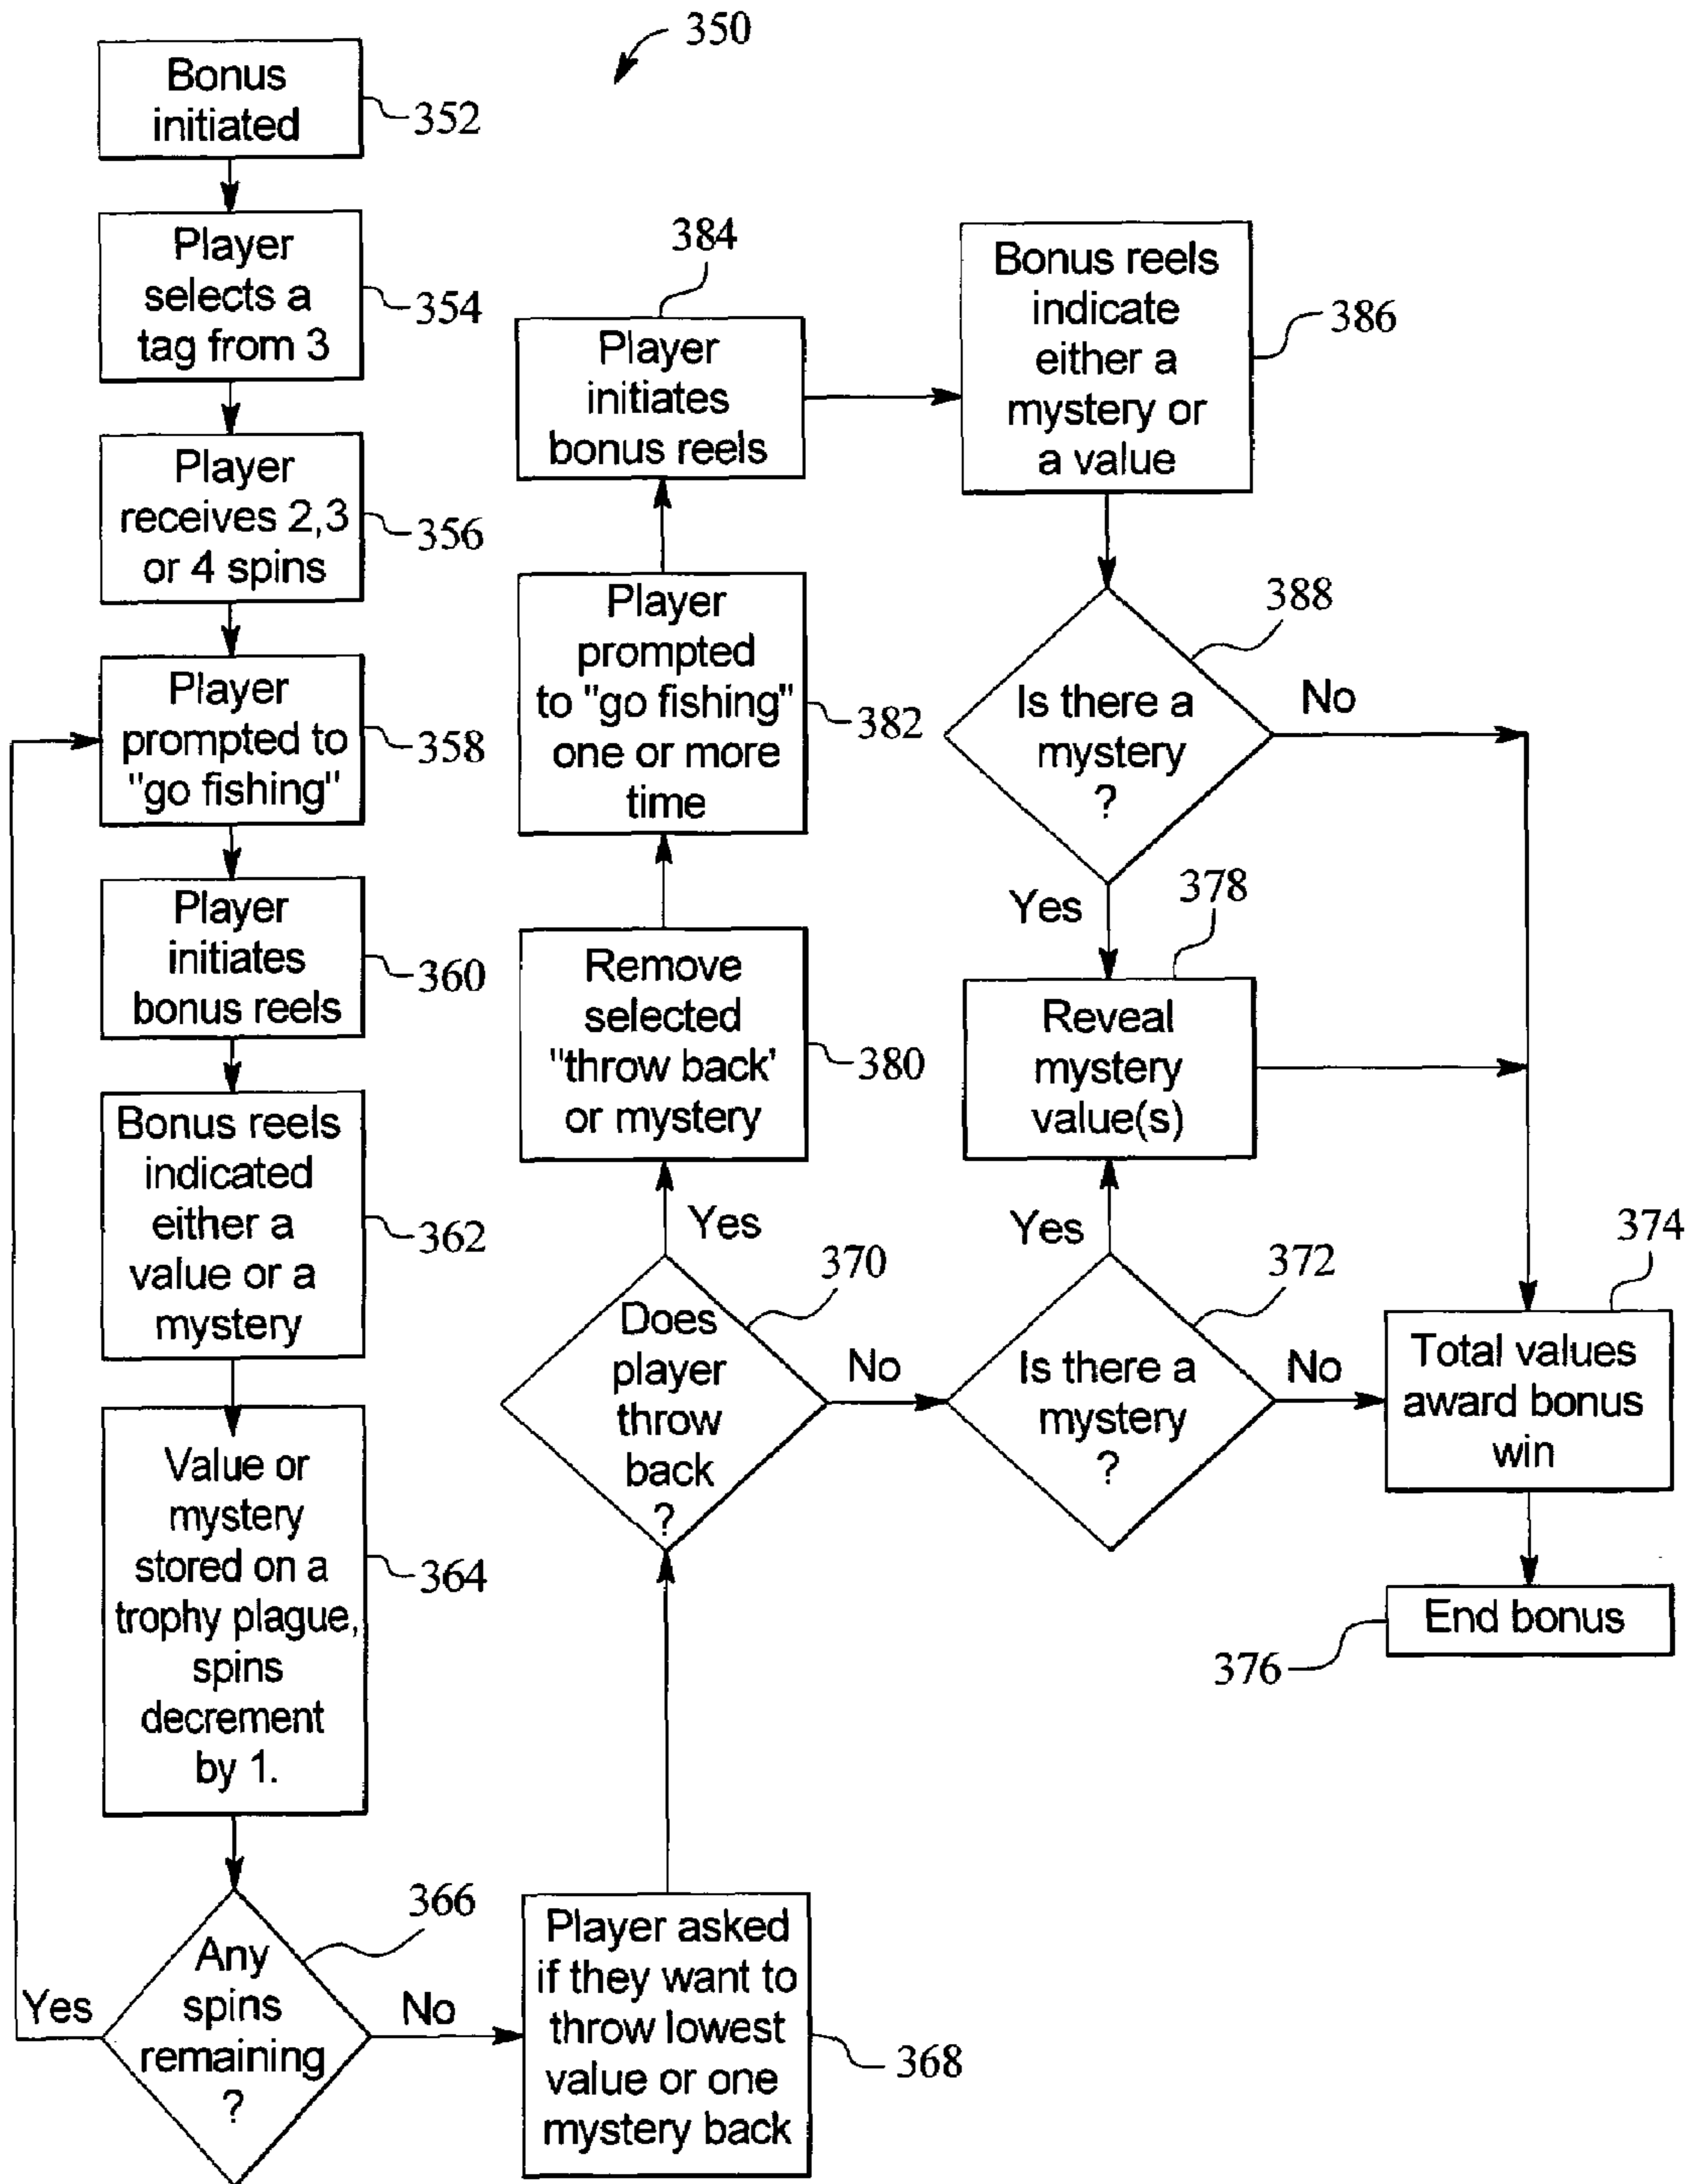 350
Bonus
initiated
352
Player
selects a
tag from 3
354
Player
receives 2,3
or 4 spins
356
Player
prompted to
"go fishing"
358
Player
initiates
bonus reels
360
Bonus reels
indicated
either a
value or a
mystery
362
Value or
mystery
stored on a
trophy plague,
spins
decrement
by 1.
364
366
Any
spins
remaining
?
Yes
No
Player asked
if they want to
throw lowest
value or one
mystery back
368
370
Does
player
throw
back
?
Yes
No
Remove
selected
"throw back'
or mystery
380
Player
prompted
to "go fishing"
one or more
time
382
384
Player
initiates
bonus reels
Bonus reels
indicate
either a
mystery or
a value
386
388
Is there a
mystery
?
No
Yes
378
Reveal
mystery
value(s)
Yes
372
Is there a
mystery
?
No
374
Total values
award bonus
win
End bonus
376